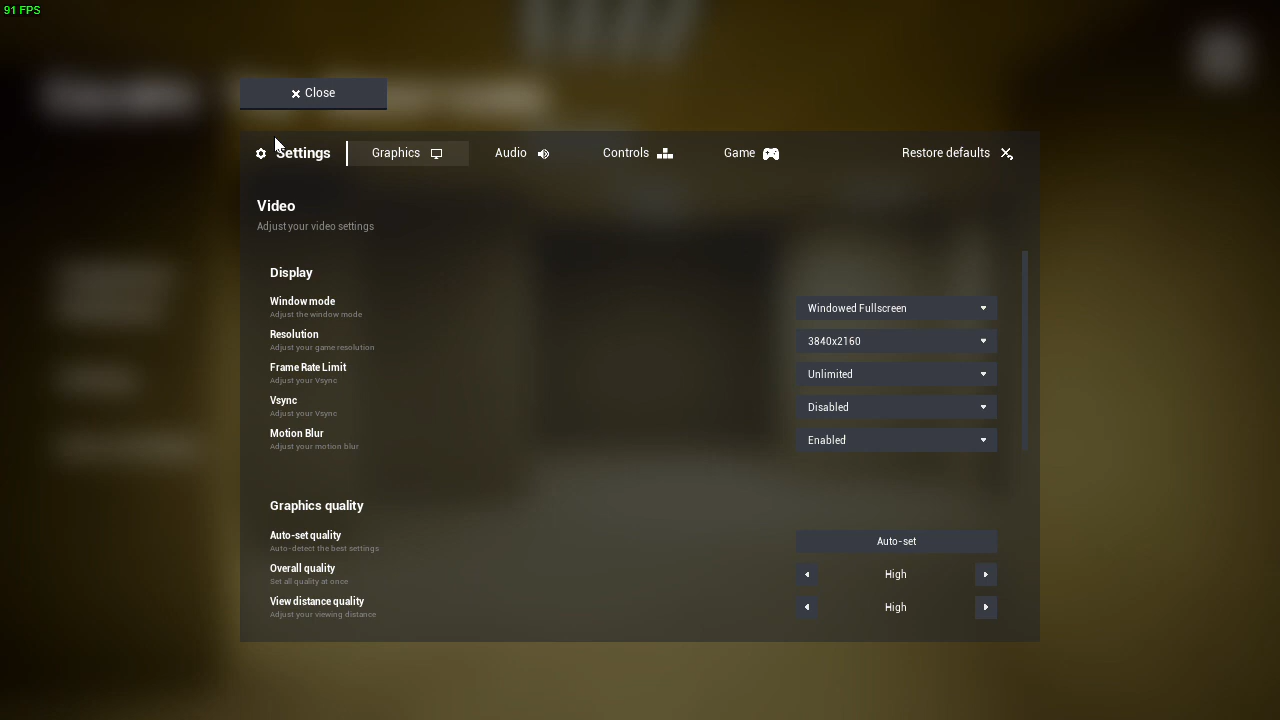 91 FPS
Close
Settings
Graphics
Audio
Controls
Game
Restore defaults
Video
Adjust your video settings
Display
Window mode
Adjust the window mode
Windowed Fullscreen
Resolution
Adjust your game resolution
3840x2160
Frame Rate Limit
Adjust your Vsync
Unlimited
Vsync
Adjust your Vsync
Disabled
Motion Blur
Adjust your motion blur
Enabled
Graphics quality
Auto-set quality
Auto-detect the best settings
Auto-set
Overall quality
Set all quality at once
High
View distance quality
Adjust your viewing distance
High